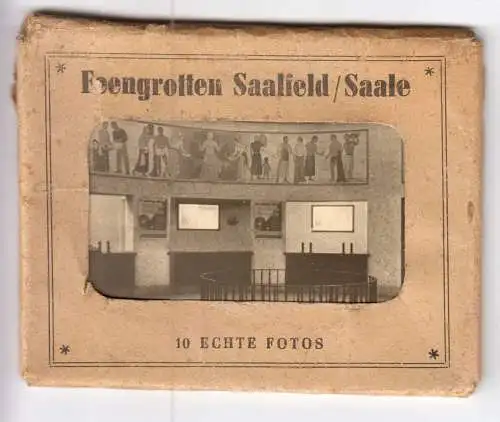 Feengrotten Saalfeld/Saale
10 ECHTE FOTOS